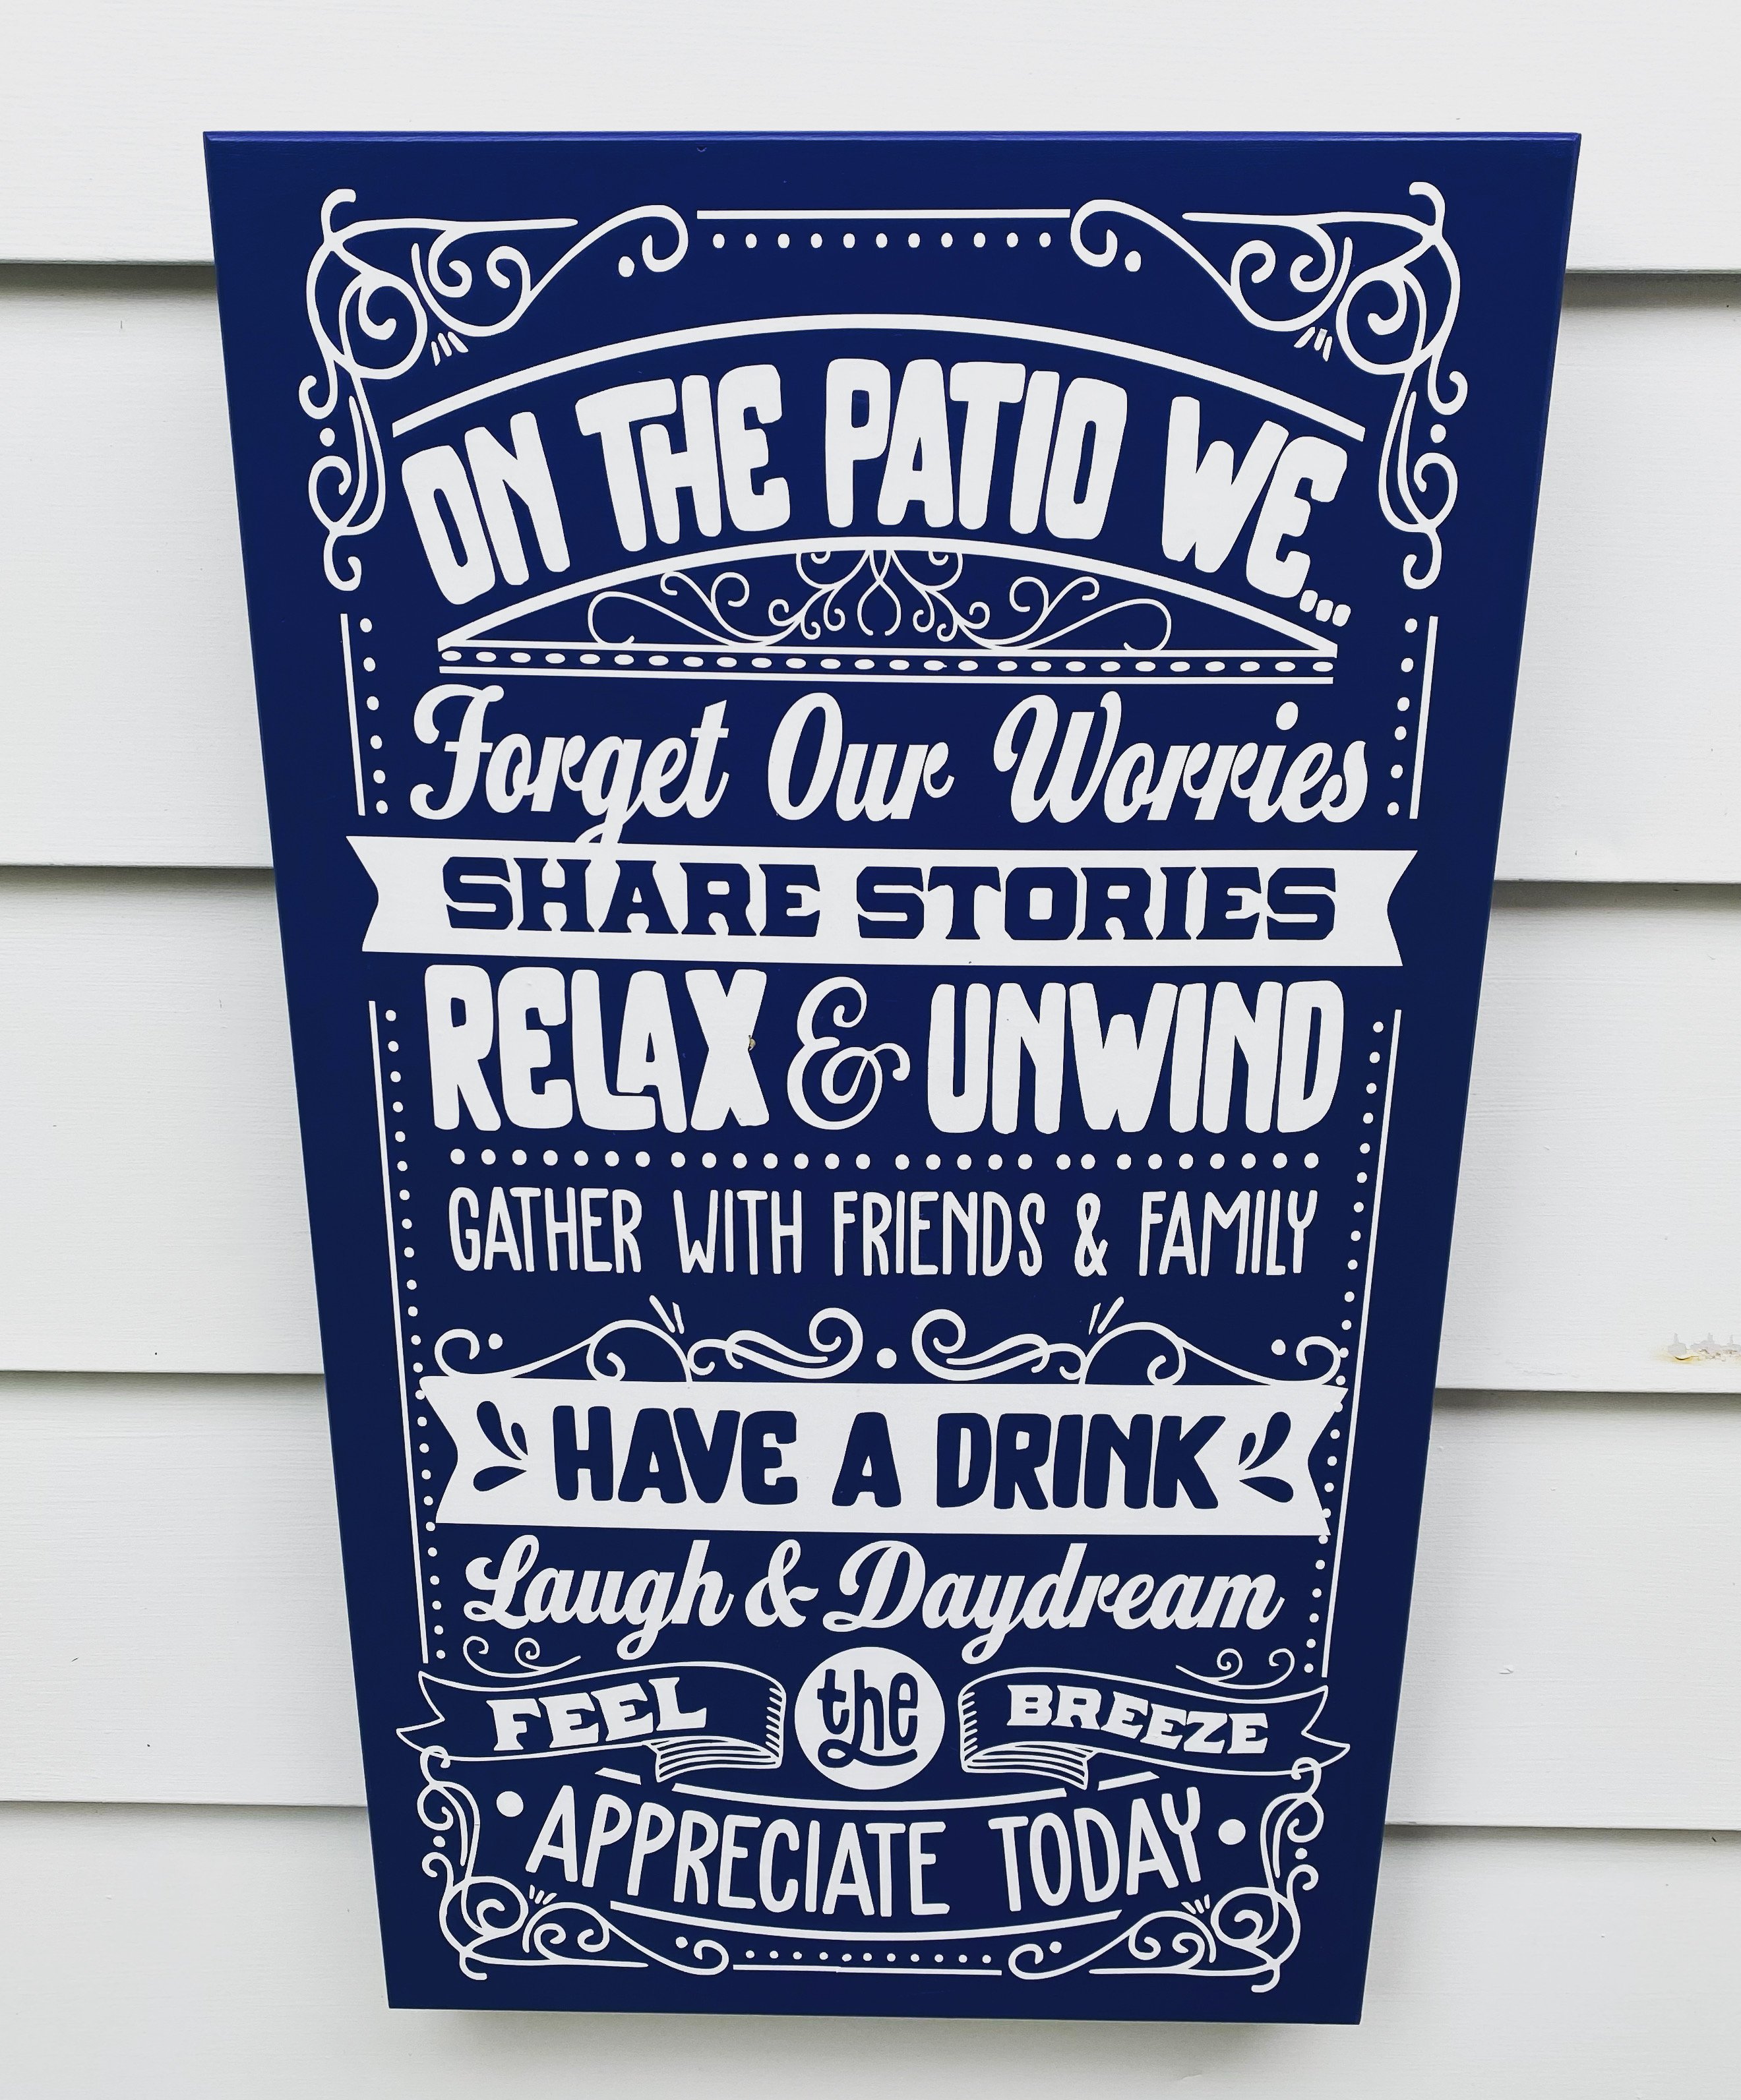 ON THE PATIO WE...
Forget Our Worries
SHARE STORIES
RELAX & UNWIND
GATHER WITH FRIENDS & FAMILY
HAVE A DRINK
Laugh & Daydream
FEEL the BREEZE
APPRECIATE TODAY